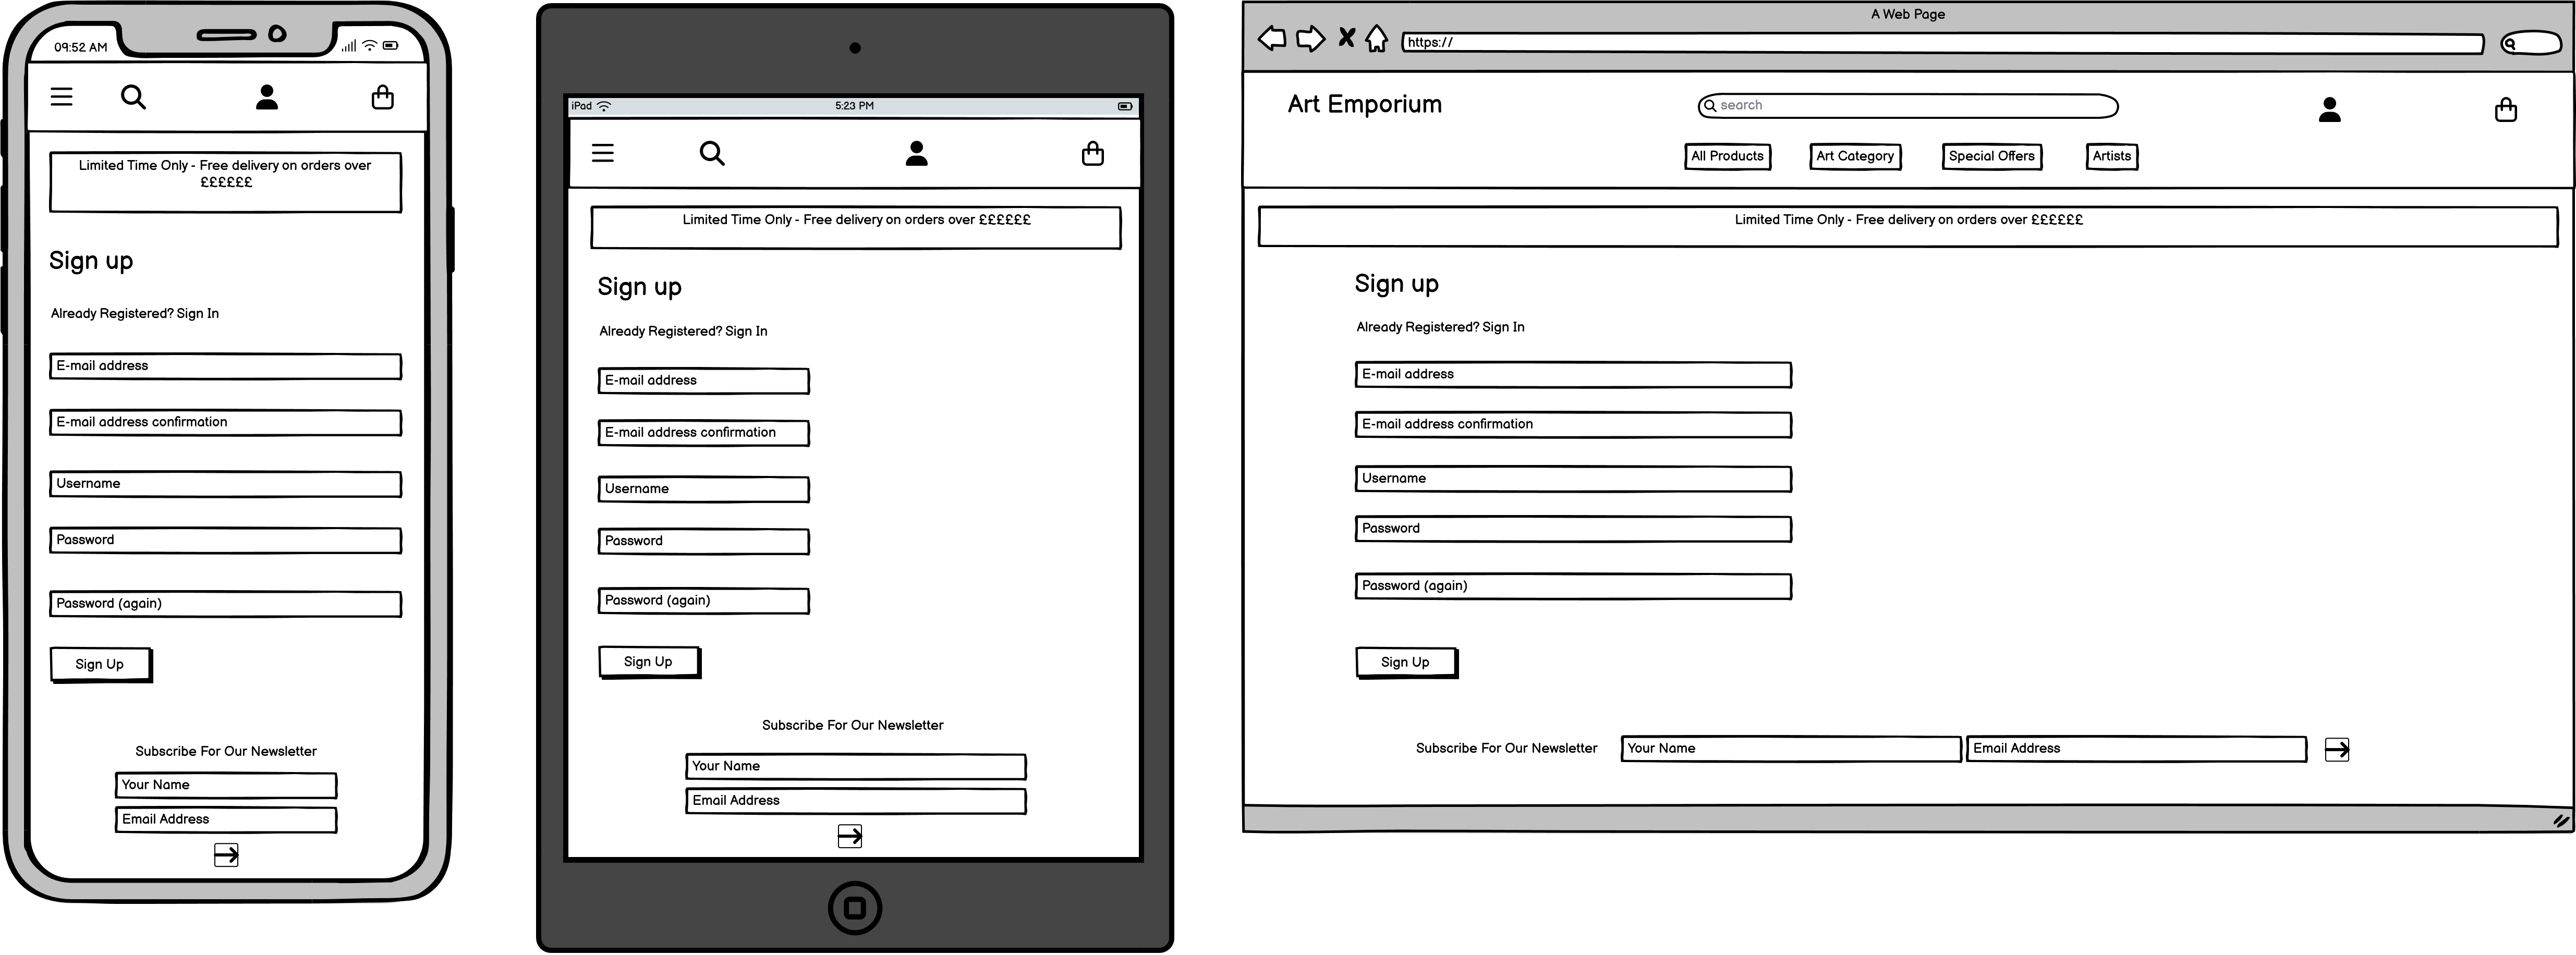 09:52 AM
Limited Time Only - Free delivery on orders over
££££££
Sign up
Already Registered? Sign In
E-mail address
E-mail address confirmation
Username
Password
Password (again)
Sign Up
Subscribe For Our Newsletter
Your Name
Email Address
iPad
5:23 PM
Limited Time Only - Free delivery on orders over ££££££
Sign up
Already Registered? Sign In
E-mail address
E-mail address confirmation
Username
Password
Password (again)
Sign Up
Subscribe For Our Newsletter
Your Name
Email Address
A Web Page
https://
Art Emporium
search
All Products
Art Category
Special Offers
Artists
Limited Time Only - Free delivery on orders over ££££££
Sign up
Already Registered? Sign In
E-mail address
E-mail address confirmation
Username
Password
Password (again)
Sign Up
Subscribe For Our Newsletter
Your Name
Email Address